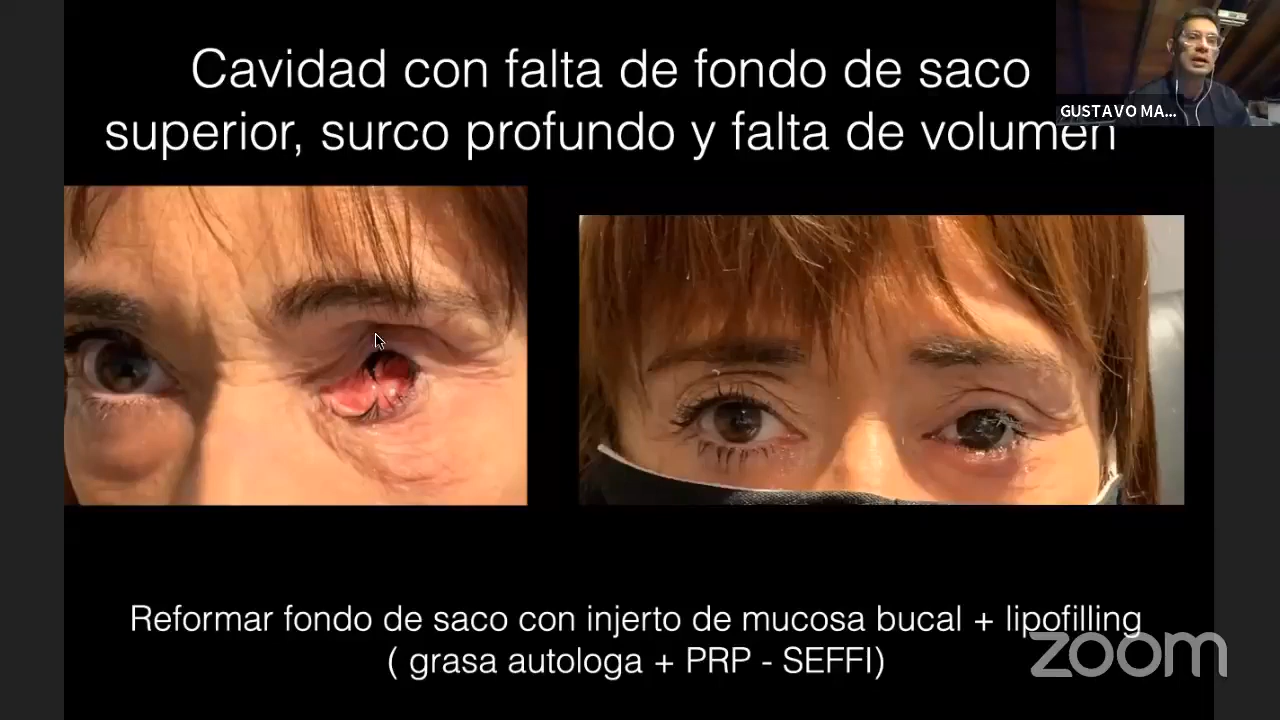 Cavidad con falta de fondo de saco
superior, surco profundo y falta de volumen
GUSTAVO MA...
Reformar fondo de saco con injerto de mucosa bucal + lipofilling
( grasa autologa + PRP - SEFFI)
zoom